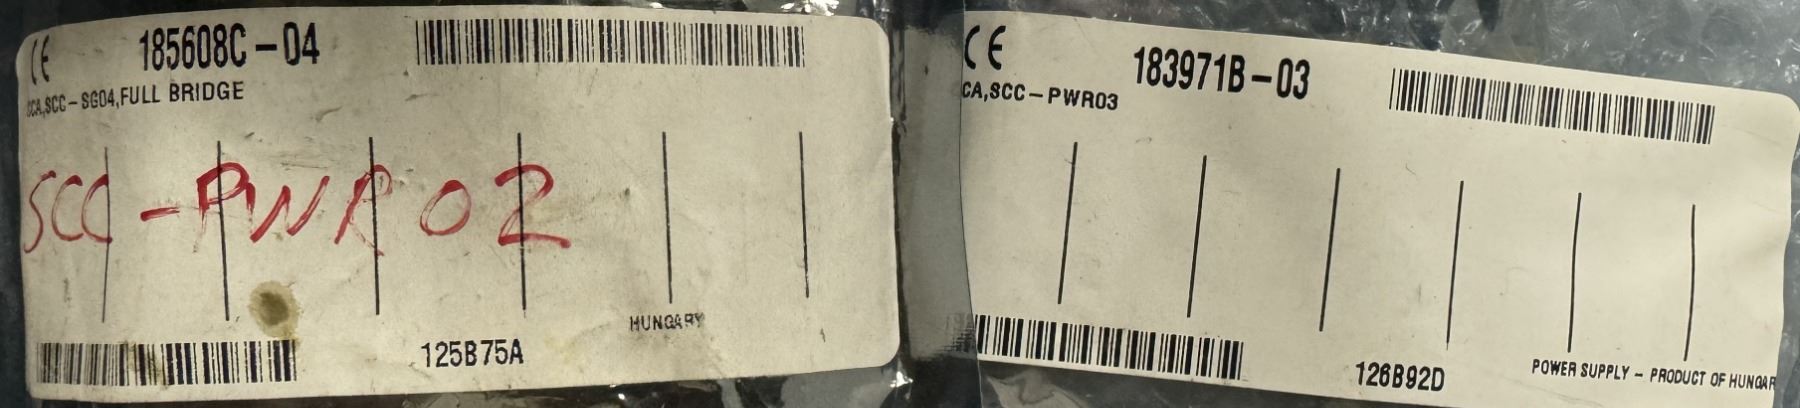 CE 185608C-04
CCA,SCC-SG04,FULL BRIDGE
SCC-PWR02
HUNGARY
125B75A
CE 183971B-03
CA,SCC-PWR03
126B92D
POWER SUPPLY - PRODUCT OF HUNGAR